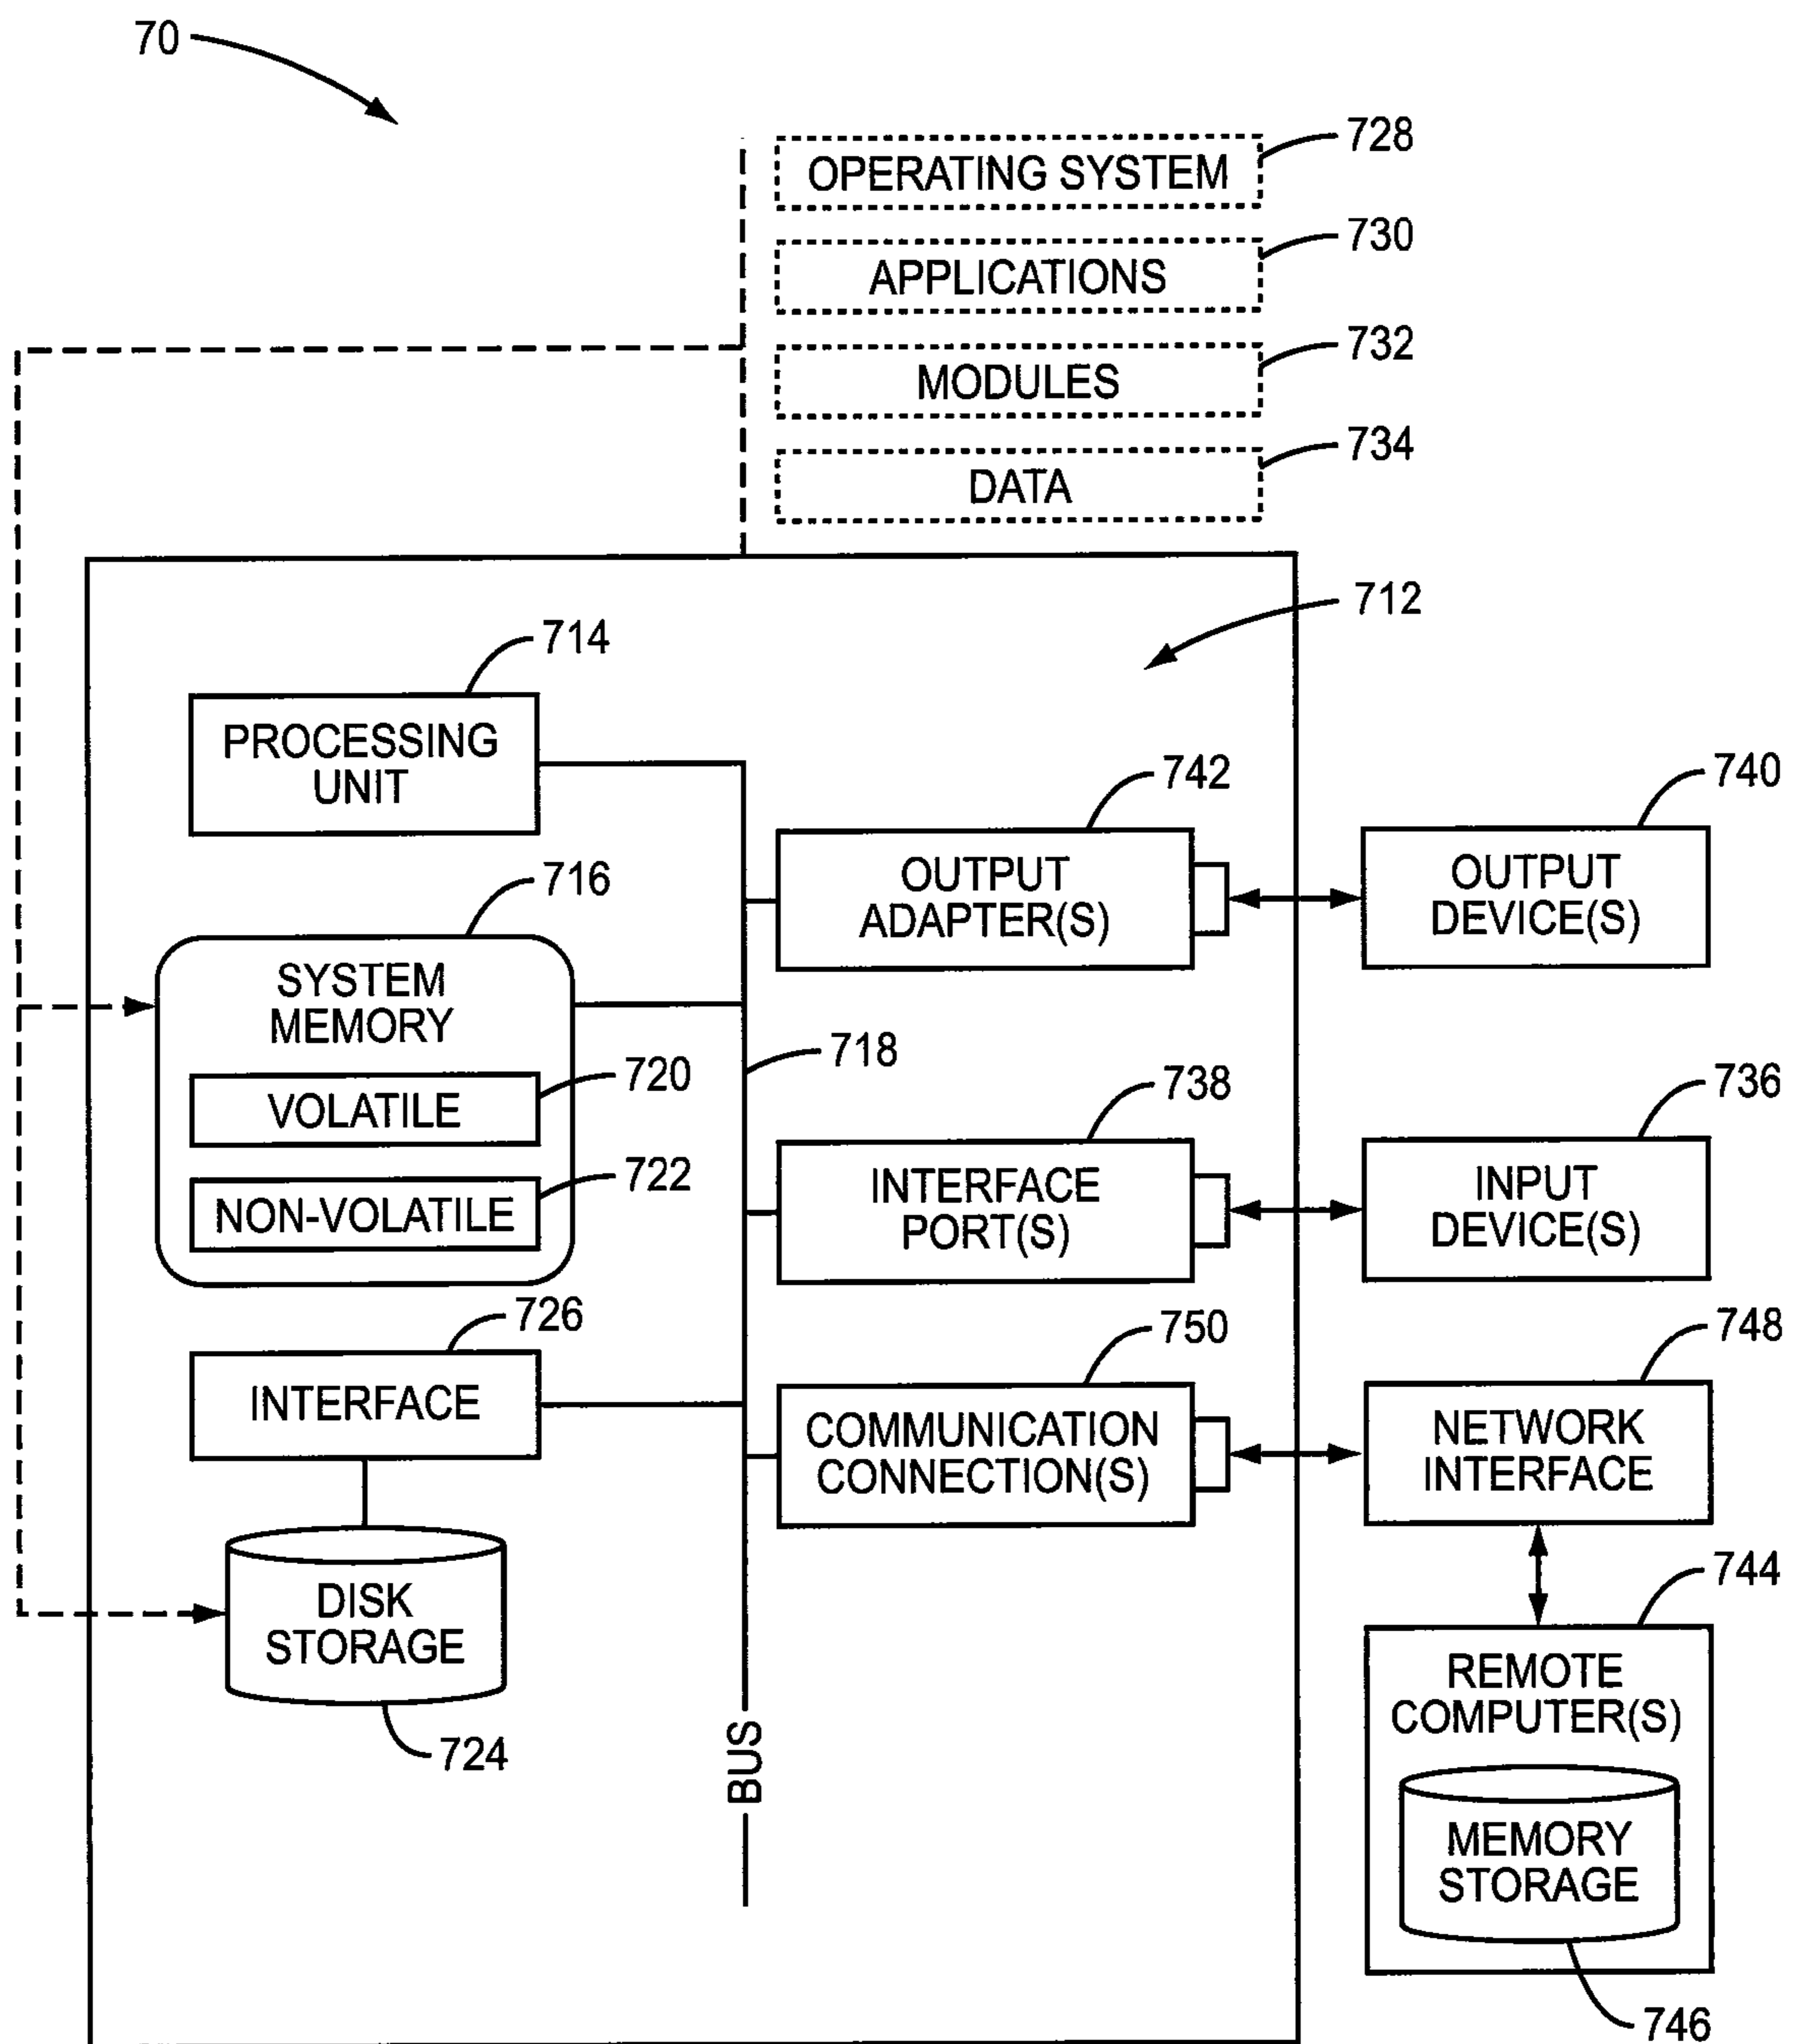 70
OPERATING SYSTEM
728
APPLICATIONS
730
MODULES
732
DATA
734
712
714
PROCESSING
UNIT
742
OUTPUT
ADAPTER(S)
740
OUTPUT
DEVICE(S)
716
SYSTEM
MEMORY
718
720
VOLATILE
722
NON-VOLATILE
738
INTERFACE
PORT(S)
736
INPUT
DEVICE(S)
726
INTERFACE
750
COMMUNICATION
CONNECTION(S)
748
NETWORK
INTERFACE
DISK
STORAGE
724
BUS
744
REMOTE
COMPUTER(S)
MEMORY
STORAGE
746